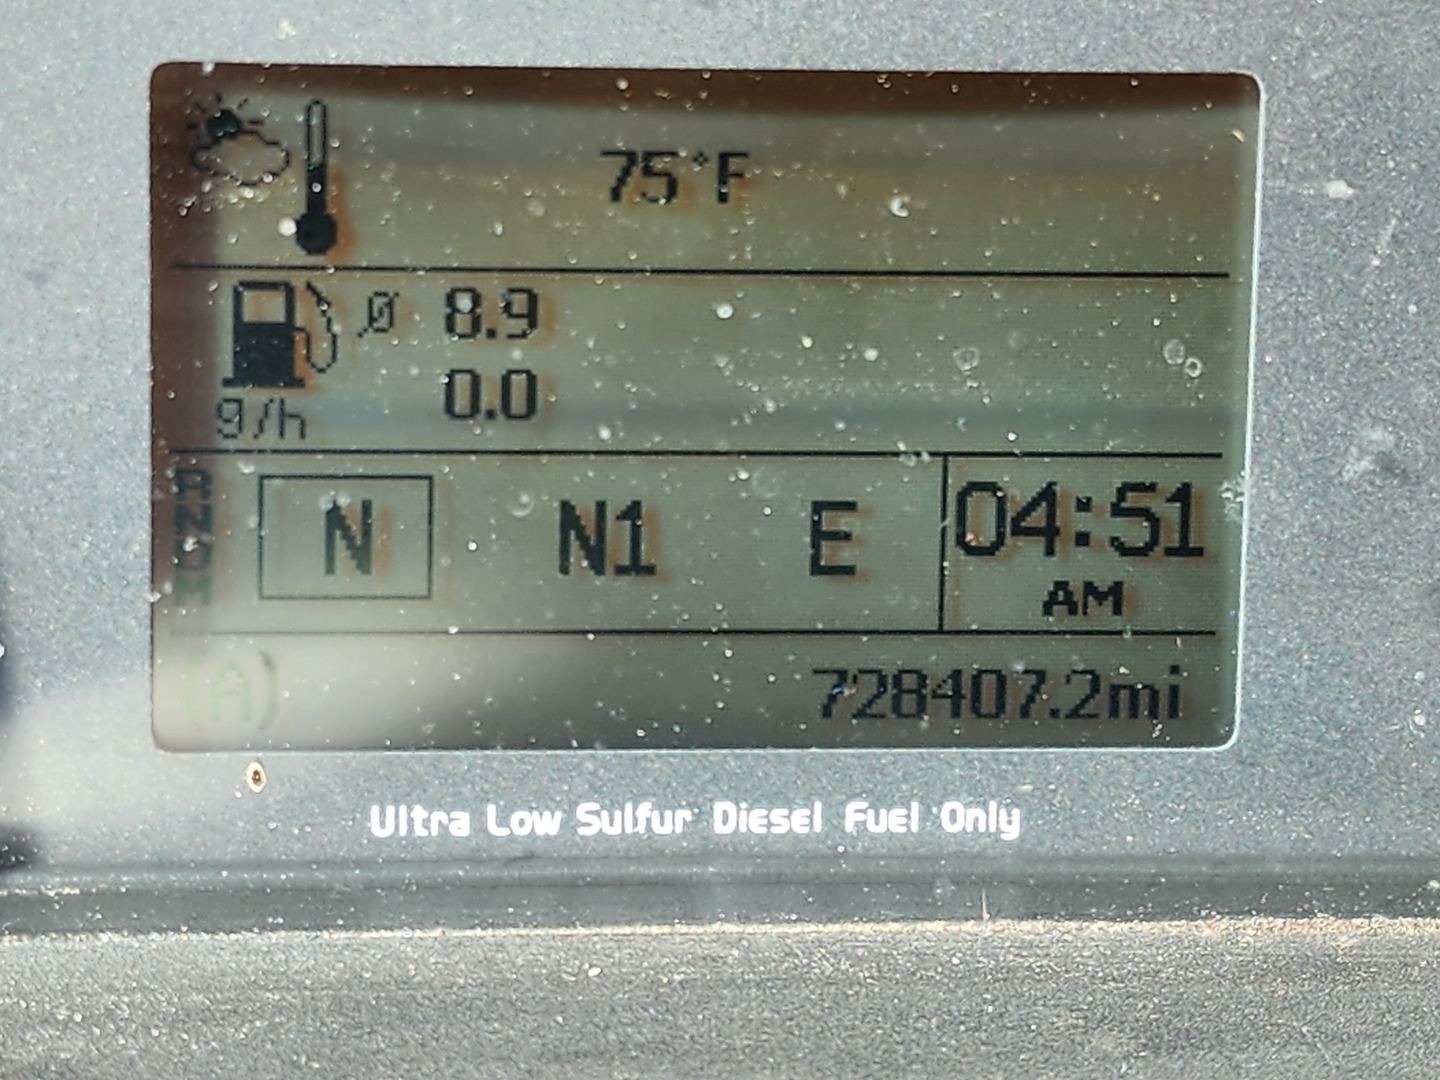 75°F
Ø 8.9
0.0
g/h
R
N
D
M
N N1 E 04:51
AM
(A) 728407.2mi
Ultra Low Sulfur Diesel Fuel Only